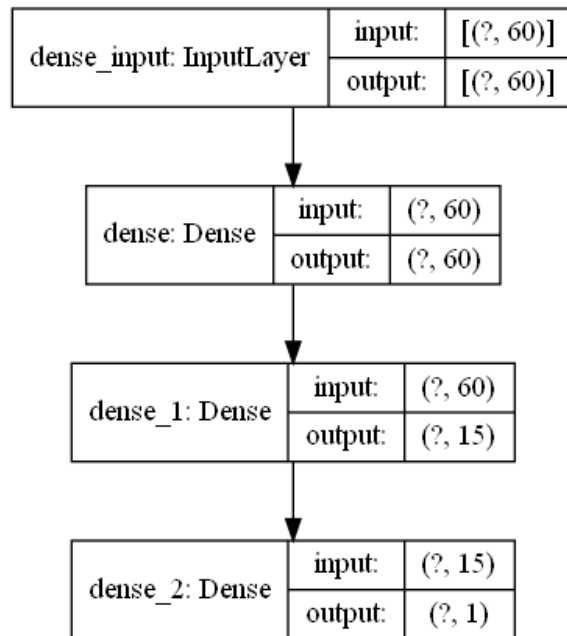 dense_input: InputLayer
input: [(?, 60)]
output: [(?, 60)]
dense: Dense
input: (?, 60)
output: (?, 60)
dense_1: Dense
input: (?, 60)
output: (?, 15)
dense_2: Dense
input: (?, 15)
output: (?, 1)